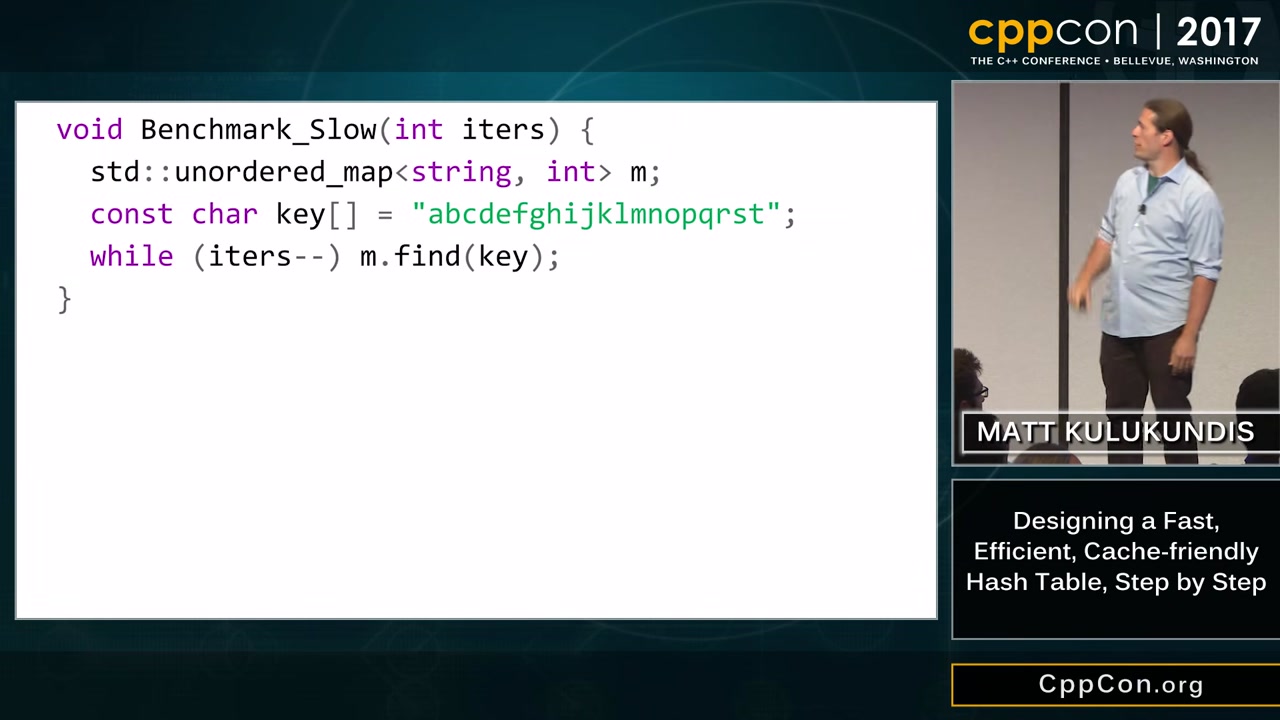 cppcon | 2017
THE C++ CONFERENCE • BELLEVUE, WASHINGTON
void Benchmark_Slow(int iters) {
  std::unordered_map<string, int> m;
  const char key[] = "abcdefghijklmnopqrst";
  while (iters--) m.find(key);
}
MATT KULUKUNDIS
Designing a Fast,
Efficient, Cache-friendly
Hash Table, Step by Step
CppCon.org